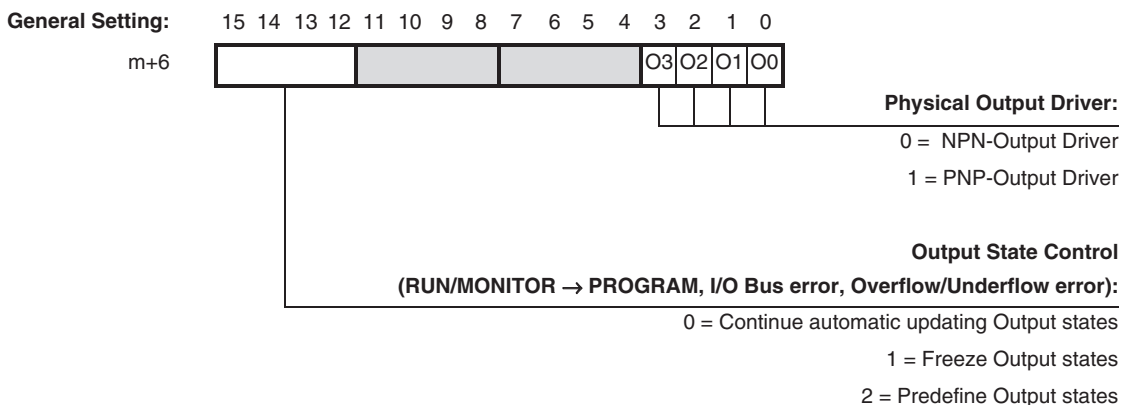 General Setting: 15 14 13 12 11 10 9 8 7 6 5 4 3 2 1 0
m+6 O3 O2 O1 O0
Physical Output Driver:
0 = NPN-Output Driver
1 = PNP-Output Driver
Output State Control
(RUN/MONITOR → PROGRAM, I/O Bus error, Overflow/Underflow error):
0 = Continue automatic updating Output states
1 = Freeze Output states
2 = Predefine Output states